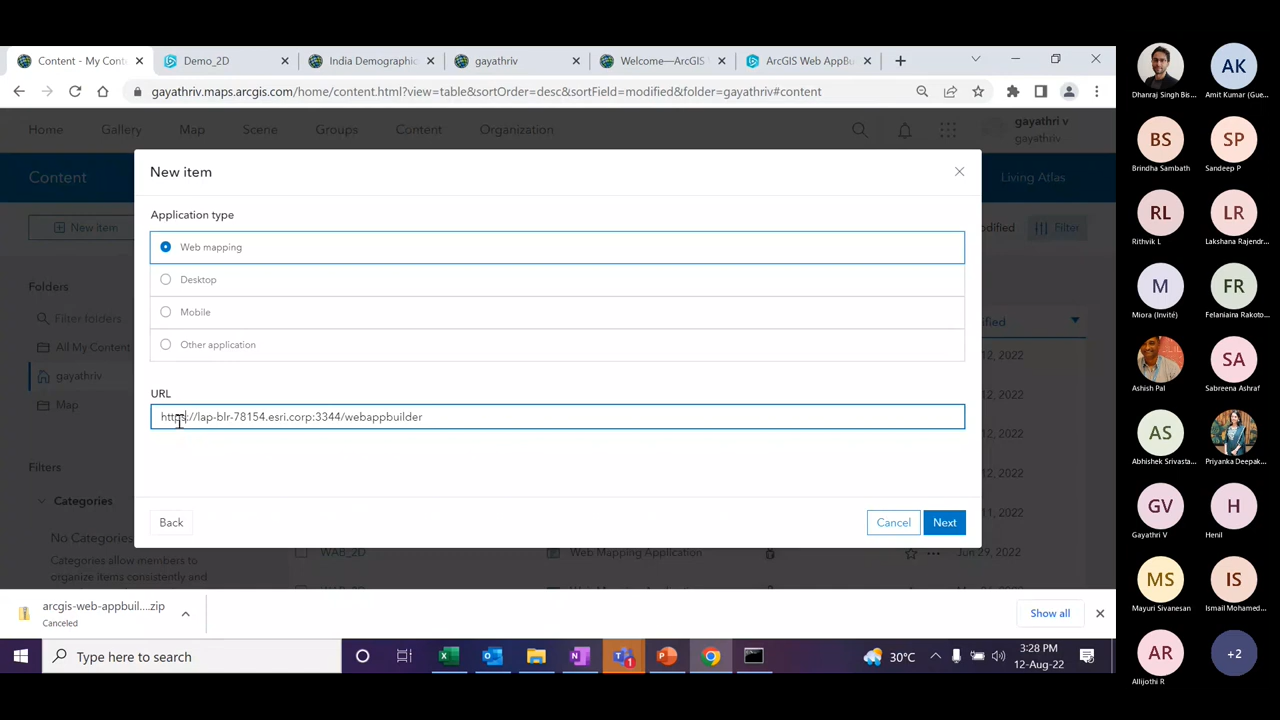 Content - My Conte
Demo_2D
India Demographic
gayathriv
Welcome—ArcGIS
ArcGIS Web AppBu
gayathriv.maps.arcgis.com/home/content.html?view=table&sortOrder=desc&sortField=modified&folder=gayathriv#content
Home
Gallery
Map
Scene
Groups
Content
Organization
gayathri v
gayathriv
Content
Living Atlas
New item
Filter
Folders
Filter folders
All My Content
gayathriv
Map
Filters
Categories
No Categories
Categories allow members to
organize items consistently and
New item
Application type
Web mapping
Desktop
Mobile
Other application
URL
https://lap-blr-78154.esri.corp:3344/webappbuilder
Back
Cancel
Next
WAB_2D
Web Mapping Application
Jun 29, 2022
arcgis-web-appbuil....zip
Canceled
Show all
Type here to search
1
30°C
3:28 PM
12-Aug-22
Dhanraj Singh Bis...
AK
Amit Kumar (Gue...
BS
Brindha Sambath
SP
Sandeep P
RL
Rithvik L
LR
Lakshana Rajendr...
M
Miora (Invité)
FR
Felaniaina Rakoto...
Ashish Pal
SA
Sabreena Ashraf
AS
Abhishek Srivasta...
Priyanka Deepak...
GV
Gayathri V
H
Henil
MS
Mayuri Sivanesan
IS
Ismail Mohamed...
AR
Allijothi R
+2